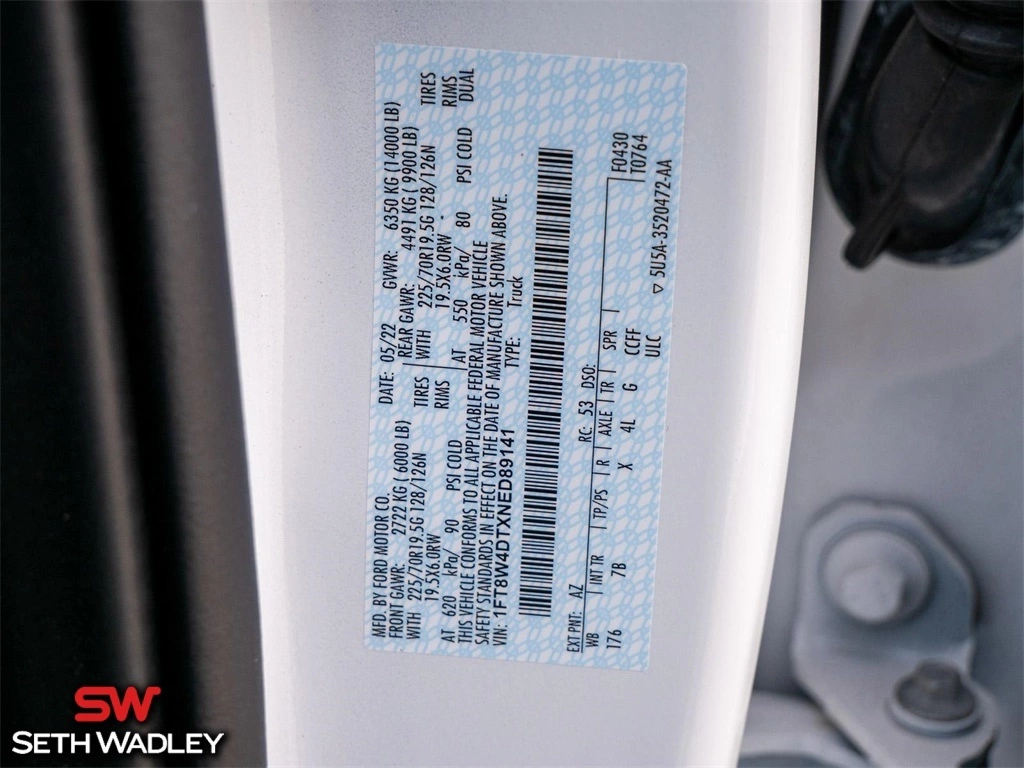 MFD. BY FORD MOTOR CO.
DATE: 05/22 GVWR: 6350 KG (14000 LB)
FRONT GAWR: 2722 KG ( 6000 LB) REAR GAWR: 4491 KG ( 9900 LB)
WITH 225/70R19.5G 128/126N TIRES WITH 225/70R19.5G 128/126N TIRES
19.5X6.0RW RIMS 19.5X6.0RW RIMS
AT 620 kPa/ 90 PSI COLD AT 550 kPa/ 80 PSI COLD DUAL
THIS VEHICLE CONFORMS TO ALL APPLICABLE FEDERAL MOTOR VEHICLE
SAFETY STANDARDS IN EFFECT ON THE DATE OF MANUFACTURE SHOWN ABOVE.
VIN: 1FT8W4DTXNED89141 TYPE: Truck
EXT PNT: AZ RC: 53 DSO:
WB INT TR TP/PS R AXLE TR SPR F0430
176 7B X 4L G CCFF T0764
ULC ▽ 5U5A-3520472-AA
SW
SETH WADLEY